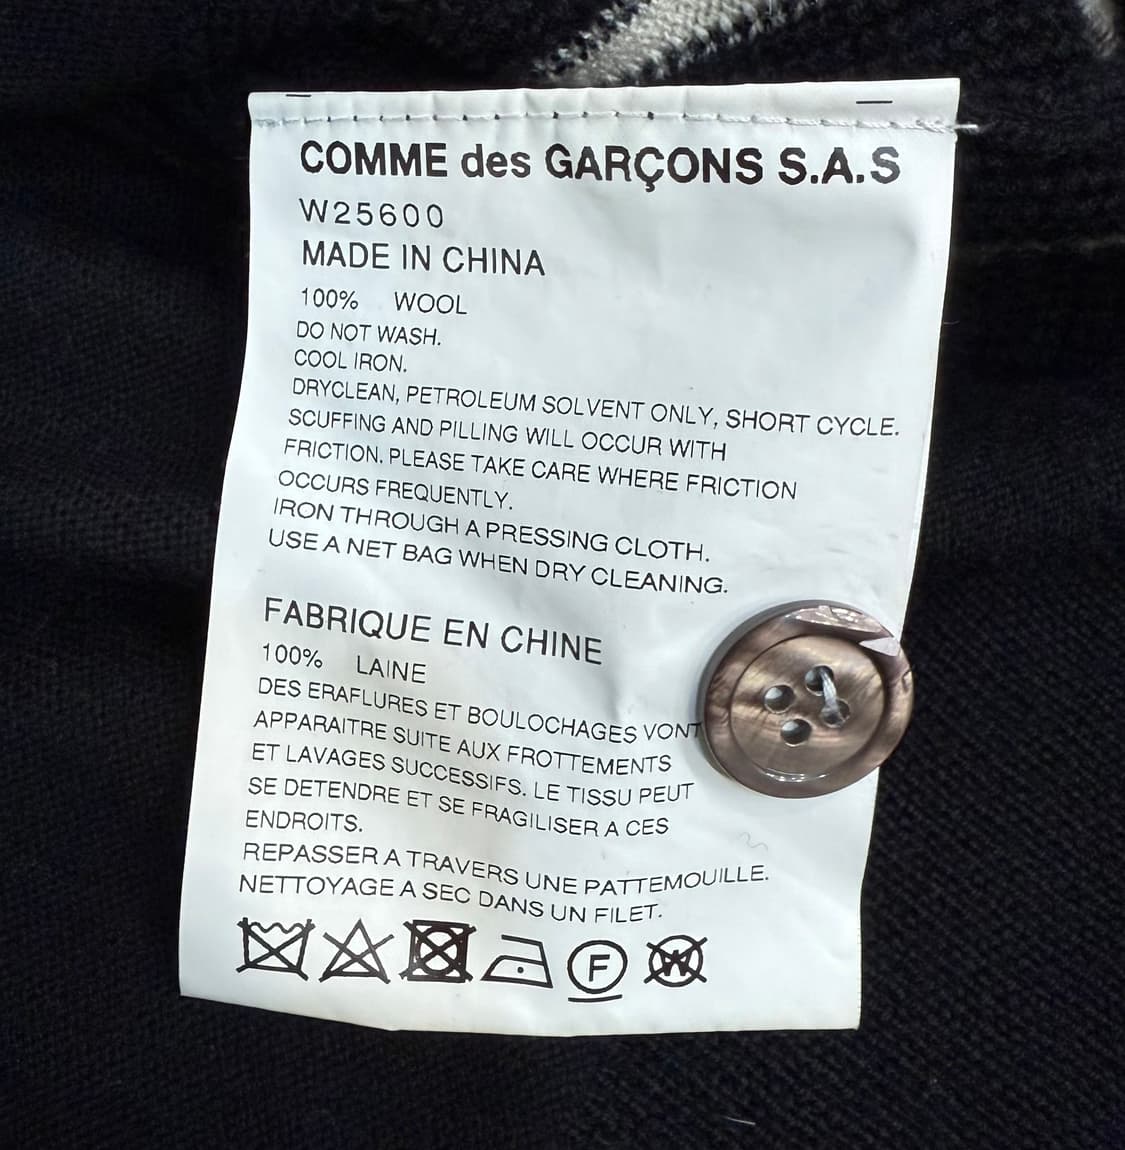 COMME des GARÇONS S.A.S
W25600
MADE IN CHINA
100% WOOL
DO NOT WASH.
COOL IRON.
DRYCLEAN, PETROLEUM SOLVENT ONLY, SHORT CYCLE.
SCUFFING AND PILLING WILL OCCUR WITH
FRICTION. PLEASE TAKE CARE WHERE FRICTION
OCCURS FREQUENTLY.
IRON THROUGH A PRESSING CLOTH.
USE A NET BAG WHEN DRY CLEANING.
FABRIQUE EN CHINE
100% LAINE
DES ERAFLURES ET BOULOCHAGES VONT
APPARAITRE SUITE AUX FROTTEMENTS
ET LAVAGES SUCCESSIFS. LE TISSU PEUT
SE DETENDRE ET SE FRAGILISER A CES
ENDROITS.
REPASSER A TRAVERS UNE PATTEMOUILLE.
NETTOYAGE A SEC DANS UN FILET.
F W